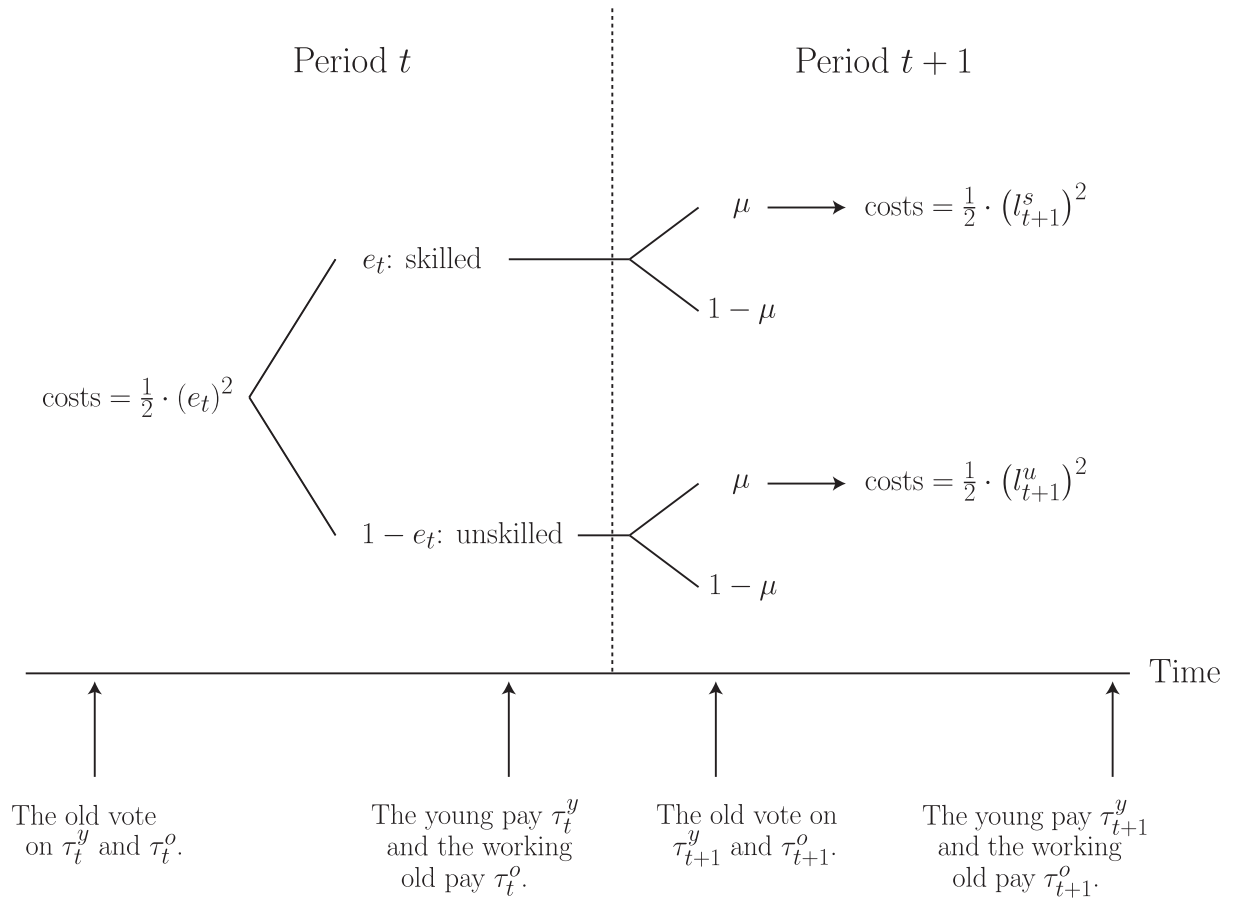 Period t
Period t + 1
μ
costs = 1/2 · (l^s_{t+1})^2
e_t: skilled
1 − μ
costs = 1/2 · (e_t)^2
μ
costs = 1/2 · (l^u_{t+1})^2
1 − e_t: unskilled
1 − μ
Time
The old vote
on τ^y_t and τ^o_t.
The young pay τ^y_t
and the working
old pay τ^o_t.
The old vote on
τ^y_{t+1} and τ^o_{t+1}.
The young pay τ^y_{t+1}
and the working
old pay τ^o_{t+1}.